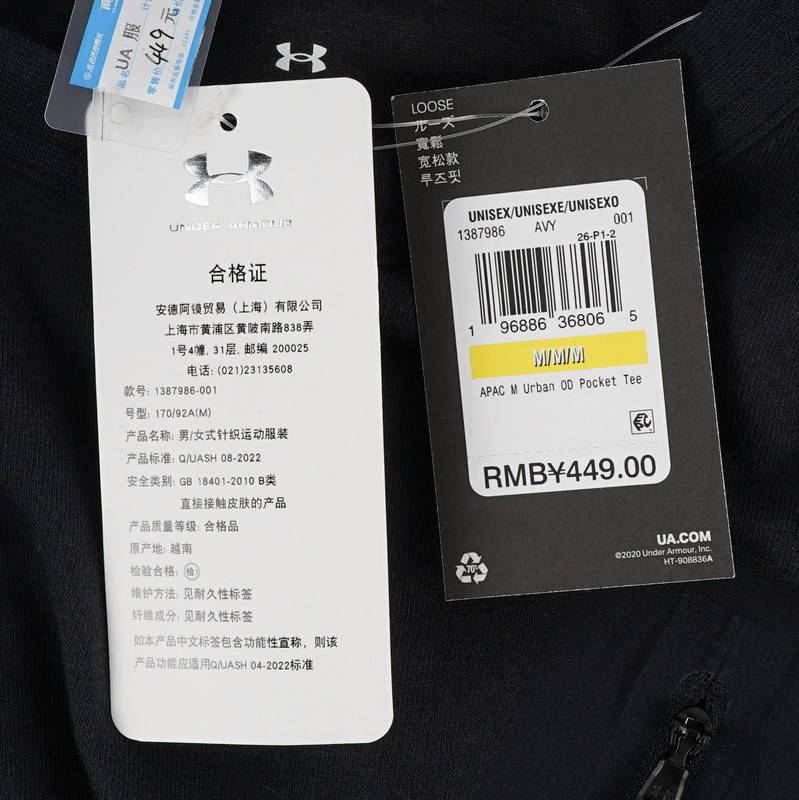 品名 UA 服
零售价 449 元
UNDER ARMOUR
合格证
安德阿镆贸易（上海）有限公司
上海市黄浦区黄陂南路838弄
1号4幢, 31层, 邮编 200025
电话: (021)23135608
款号: 1387986-001
号型: 170/92A(M)
产品名称: 男/女式针织运动服装
产品标准: Q/UASH 08-2022
安全类别: GB 18401-2010 B类
直接接触皮肤的产品
产品质量等级: 合格品
原产地: 越南
检验合格: 检1
维护方法: 见耐久性标签
纤维成分: 见耐久性标签
如本产品中文标签包含功能性宣称，则该
产品功能应适用Q/UASH 04-2022标准
LOOSE
ルーズ
寬鬆
宽松款
루즈핏
UNISEX/UNISEXE/UNISEXO
1387986 AVY 001
26-P1-2
1 96886 36806 5
M/M/M
APAC M Urban OD Pocket Tee
RMB¥449.00
UA.COM
©2020 Under Armour, Inc.
HT-908836A
70%